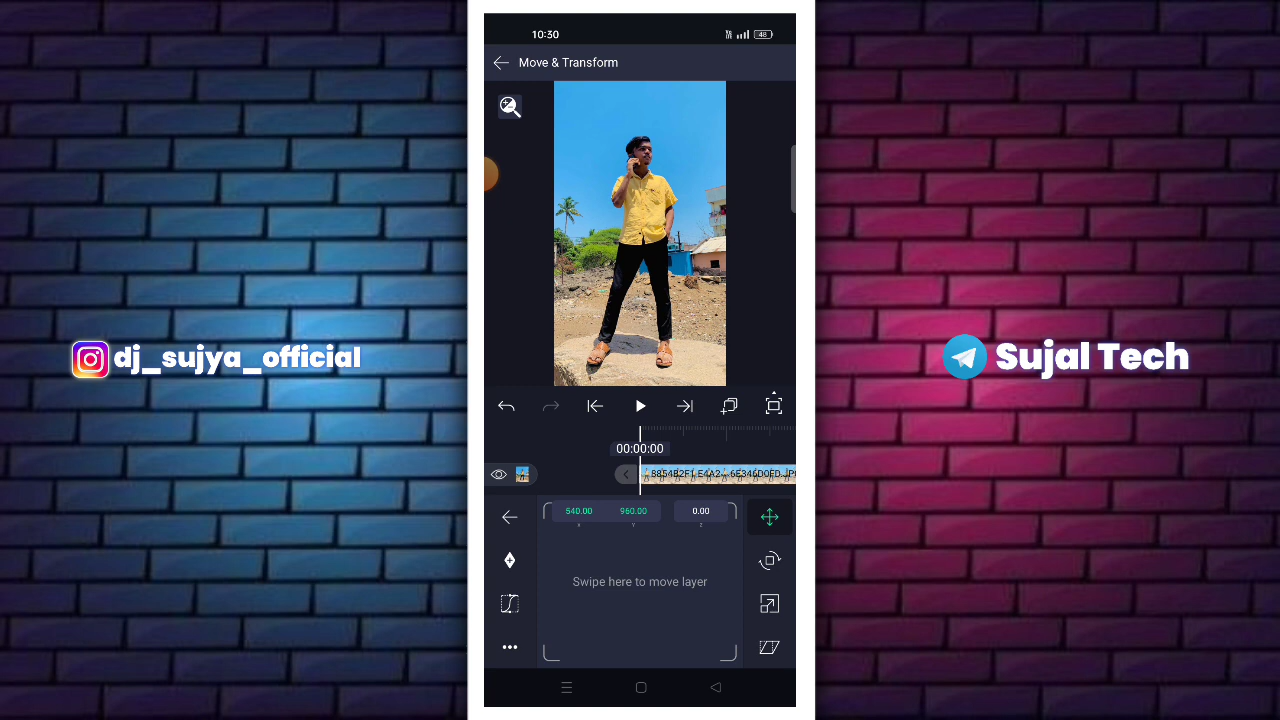 10:30
48
Move & Transform
dj_sujya_official
Sujal Tech
00:00:00
540.00 960.00 0.00
X Y Z
Swipe here to move layer